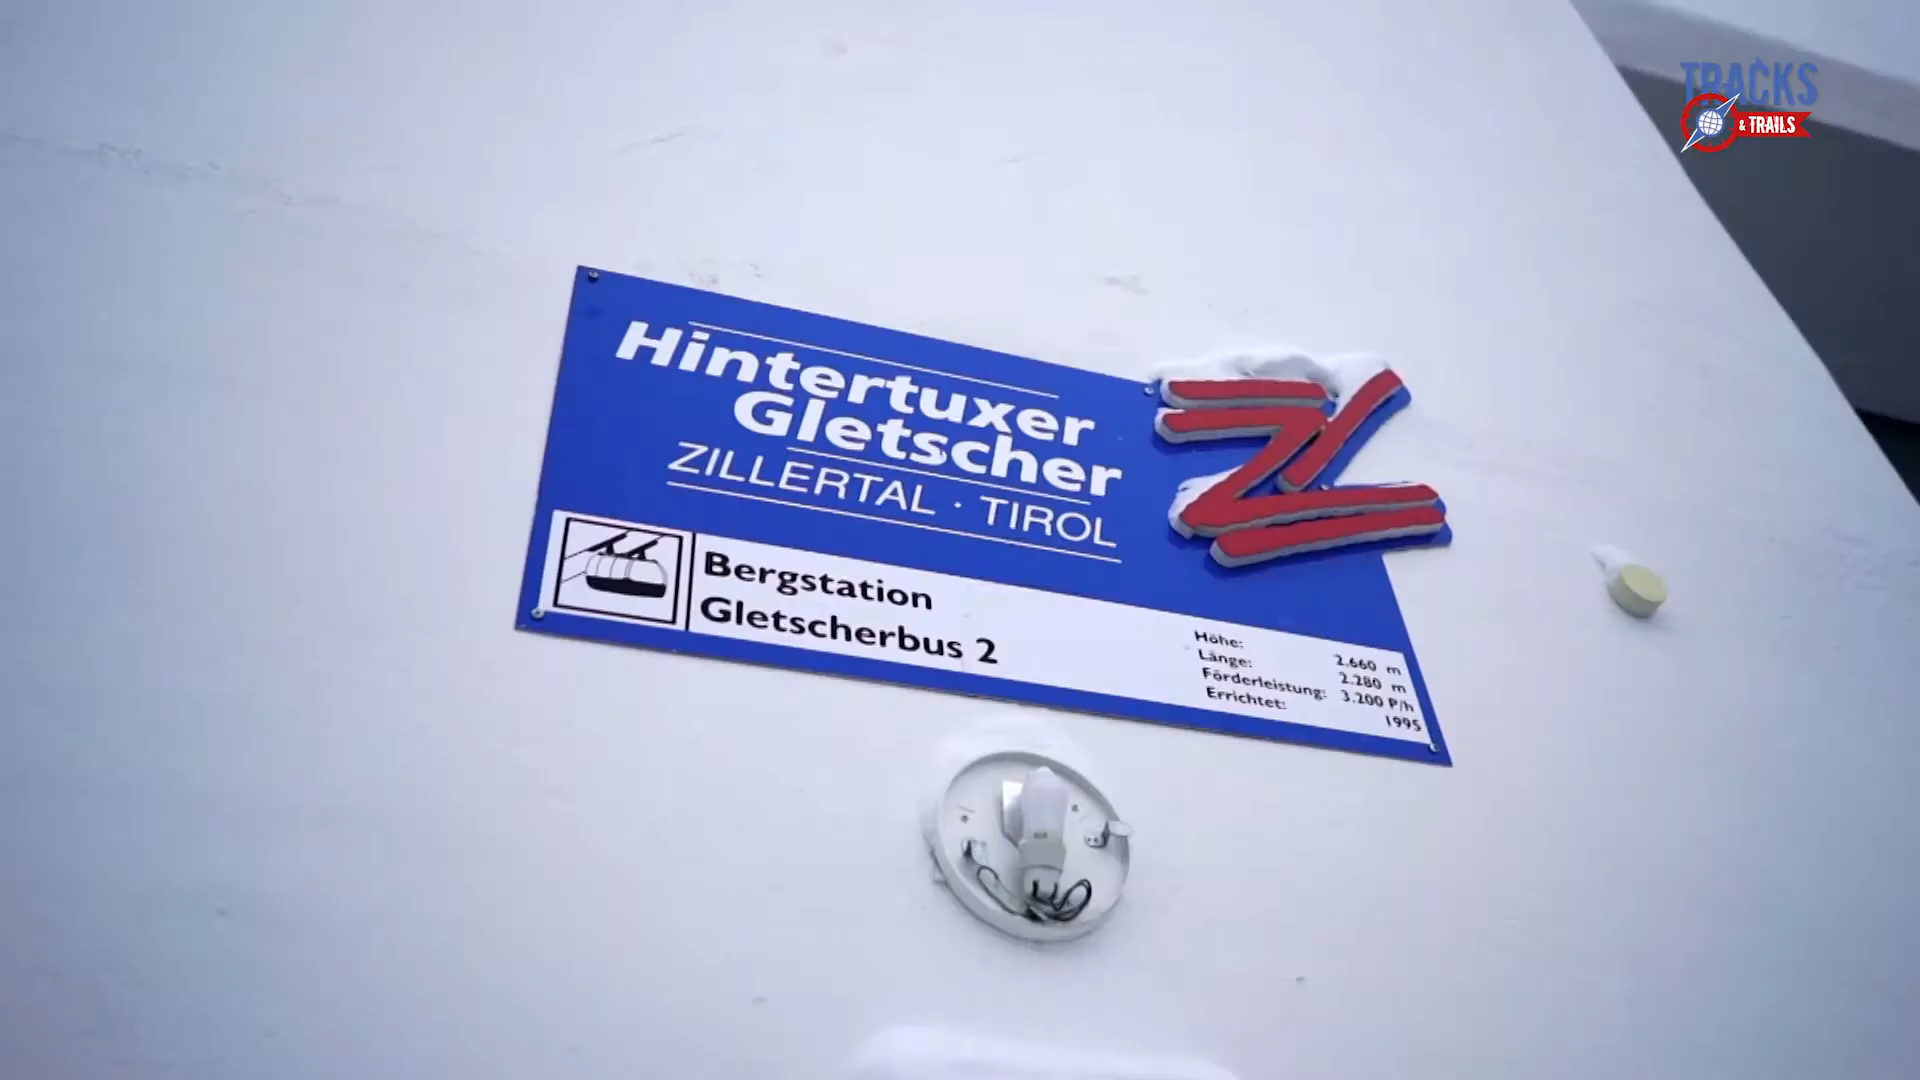 TRACKS
& TRAILS
Hintertuxer
Gletscher
ZILLERTAL · TIROL
Bergstation
Gletscherbus 2
Höhe: 2.660 m
Länge: 2.280 m
Förderleistung: 3.200 P/h
Errichtet: 1995